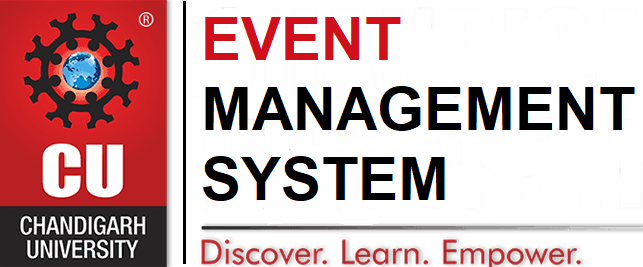 ®
CU
CHANDIGARH
UNIVERSITY
EVENT
MANAGEMENT
SYSTEM
Discover. Learn. Empower.